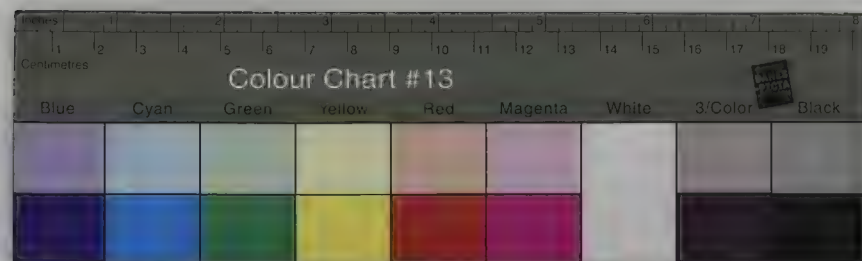 Inches 1 2 3 4 5 6 7 8
1 2 3 4 5 6 7 8 9 10 11 12 13 14 15 16 17 18 19
Centimetres
Colour Chart #13
Blue Cyan Green Yellow Red Magenta White 3/Color Black